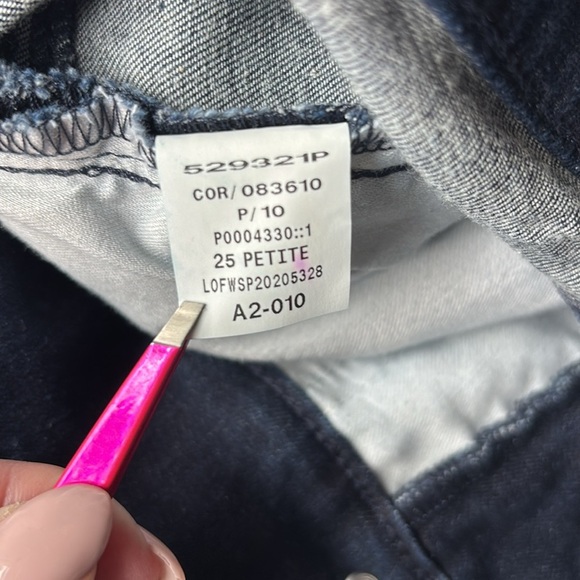 529321P
COR/083610
P/10
P0004330::1
25 PETITE
LOFWSP20205328
A2-010